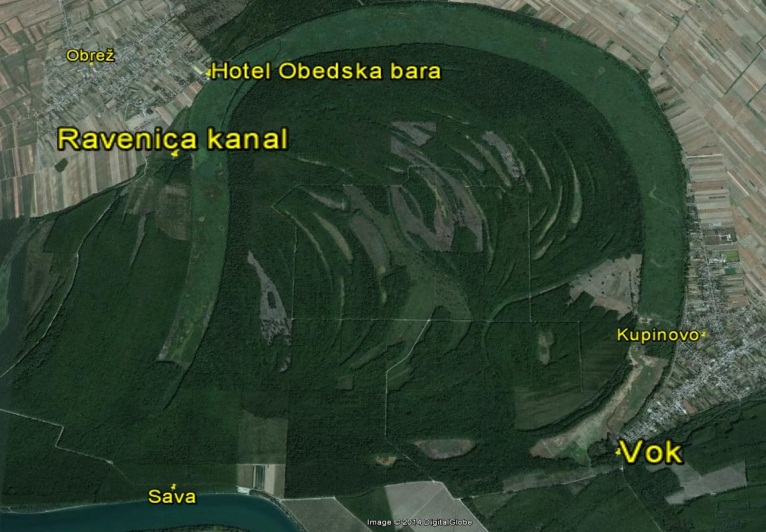 Obrež
Hotel Obedska bara
Ravenica kanal
Kupinovo
Vok
Sava
Image © 2014 DigitalGlobe